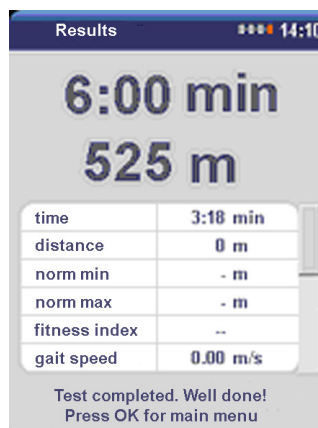 Results 14:10
6:00 min
525 m
time 3:18 min
distance 0 m
norm min - m
norm max - m
fitness index --
gait speed 0.00 m/s
Test completed. Well done!
Press OK for main menu